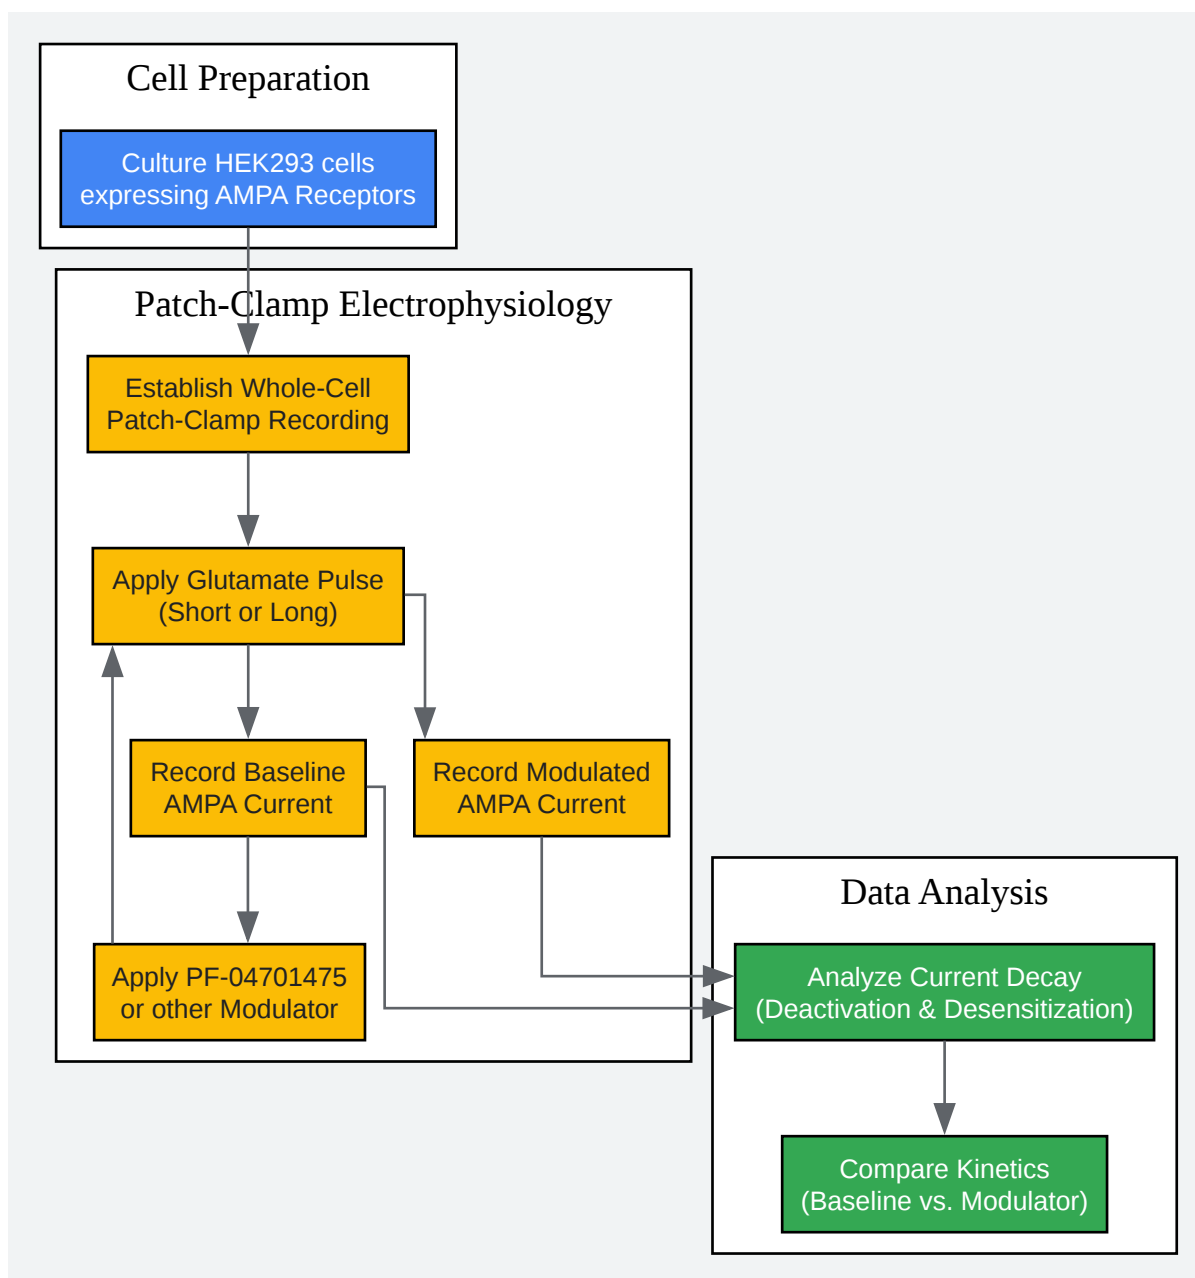 Cell Preparation
Culture HEK293 cells
expressing AMPA Receptors
Patch-Clamp Electrophysiology
Establish Whole-Cell
Patch-Clamp Recording
Apply Glutamate Pulse
(Short or Long)
Record Baseline
AMPA Current
Record Modulated
AMPA Current
Apply PF-04701475
or other Modulator
Data Analysis
Analyze Current Decay
(Deactivation & Desensitization)
Compare Kinetics
(Baseline vs. Modulator)